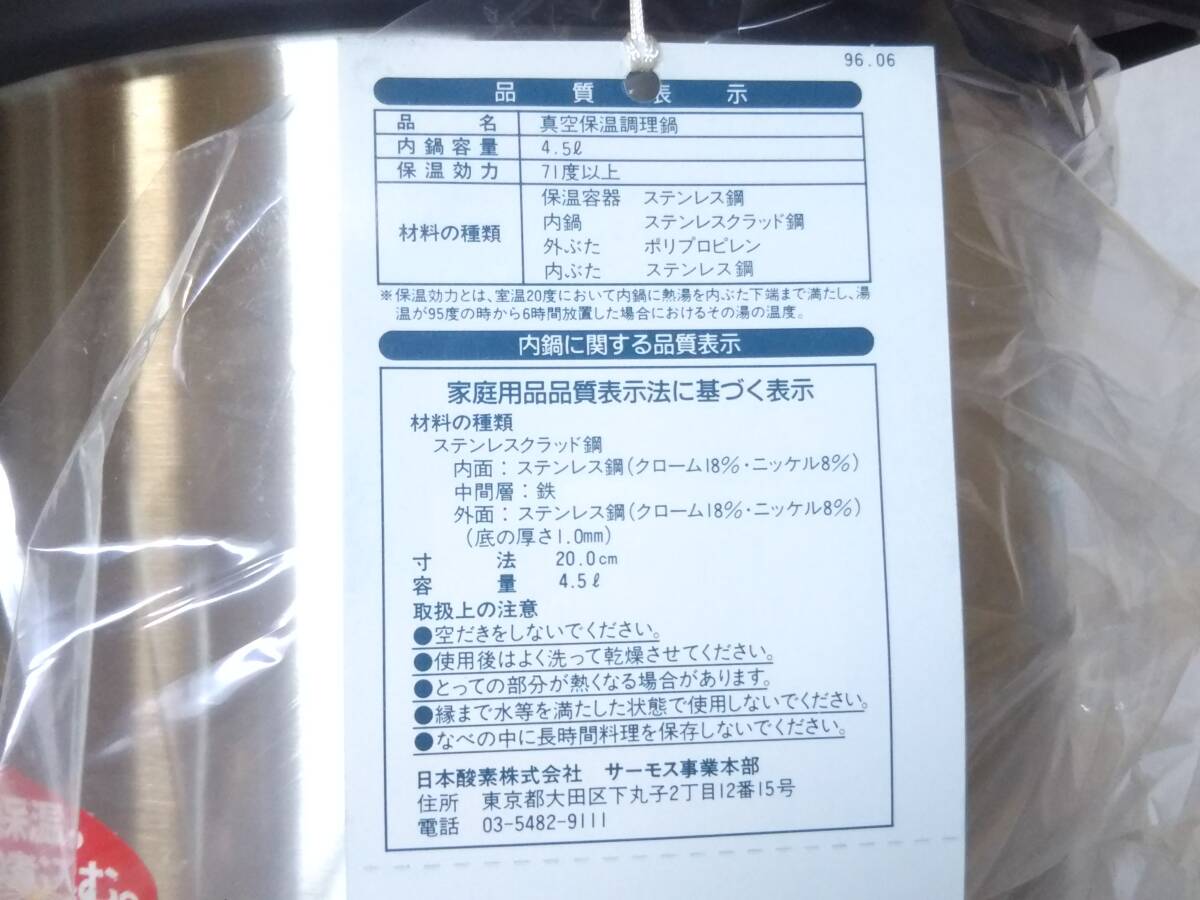 96.06
品質表示
品名 真空保温調理鍋
内鍋容量 4.5ℓ
保温効力 71度以上
材料の種類
保温容器 ステンレス鋼
内鍋 ステンレスクラッド鋼
外ぶた ポリプロピレン
内ぶた ステンレス鋼
※保温効力とは、室温20度において内鍋に熱湯を内ぶた下端まで満たし、湯
温が95度の時から6時間放置した場合におけるその湯の温度。
内鍋に関する品質表示
家庭用品品質表示法に基づく表示
材料の種類
ステンレスクラッド鋼
内面：ステンレス鋼(クローム18%・ニッケル8%)
中間層：鉄
外面：ステンレス鋼(クローム18%・ニッケル8%)
(底の厚さ1.0mm)
寸法 20.0cm
容量 4.5ℓ
取扱上の注意
●空だきをしないでください。
●使用後はよく洗って乾燥させてください。
●とっての部分が熱くなる場合があります。
●縁まで水等を満たした状態で使用しないでください。
●なべの中に長時間料理を保存しないでください。
日本酸素株式会社 サーモス事業本部
住所 東京都大田区下丸子2丁目12番15号
電話 03-5482-9111
保温。